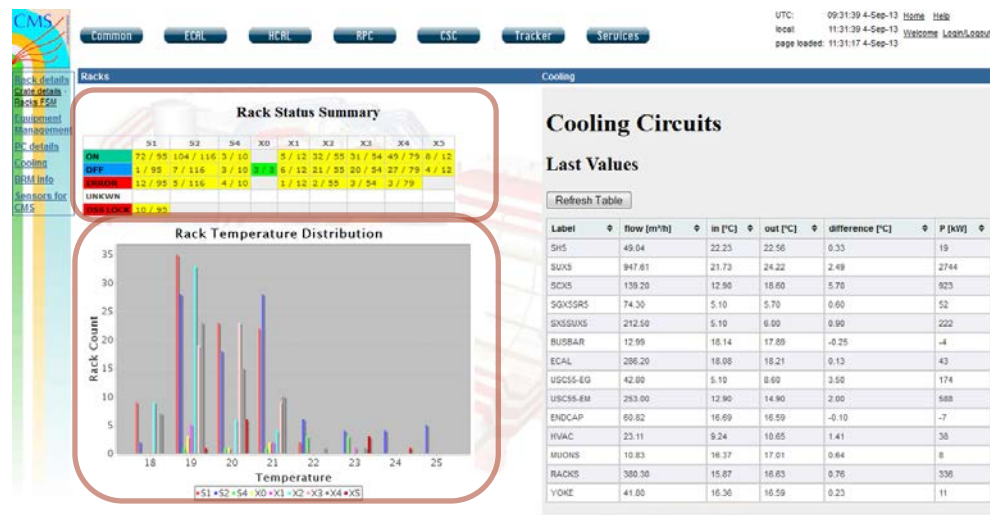 CMS
Common ECAL HCAL RPC CSC Tracker Services
UTC: 09:31:39 4-Sep-13 Home Help
local: 11:31:39 4-Sep-13 Welcome Login/Logout
page loaded: 11:31:17 4-Sep-13
Rack details
Crate details -
Racks FSM
Equipment
Management
PC details
Cooling
BRM info
Sensors for
CMS
Racks
Rack Status Summary
S1 S2 S4 X0 X1 X2 X3 X4 X5
ON 72 / 95 104 / 116 3 / 10 5 / 12 32 / 55 31 / 54 49 / 79 8 / 12
OFF 1 / 95 7 / 116 3 / 10 3 / 3 6 / 12 21 / 55 20 / 54 27 / 79 4 / 12
ERROR 12 / 95 5 / 116 4 / 10 1 / 12 2 / 55 3 / 54 3 / 79
UNKWN
DSS LOCK 10 / 95
Rack Temperature Distribution
Rack Count
35
30
25
20
15
10
5
0
18 19 20 21 22 23 24 25
Temperature
S1 S2 S4 X0 X1 X2 X3 X4 X5
Cooling
Cooling Circuits
Last Values
Refresh Table
Label flow [m³/h] in [°C] out [°C] difference [°C] P [kW]
SH5 49.04 22.23 22.56 0.33 19
SUX5 947.61 21.73 24.22 2.49 2744
SCX5 139.20 12.90 18.60 5.70 923
SGX5SR5 74.30 5.10 5.70 0.60 52
SX5SUX5 212.50 5.10 6.00 0.90 222
BUSBAR 12.99 18.14 17.89 -0.25 -4
ECAL 286.20 18.08 18.21 0.13 43
USC55-EG 42.80 5.10 8.60 3.50 174
USC55-EM 253.00 12.90 14.90 2.00 588
ENDCAP 60.82 16.69 16.59 -0.10 -7
HVAC 23.11 9.24 10.65 1.41 38
MUONS 10.83 16.37 17.01 0.64 8
RACKS 380.30 15.87 16.63 0.76 336
YOKE 41.80 16.36 16.59 0.23 11